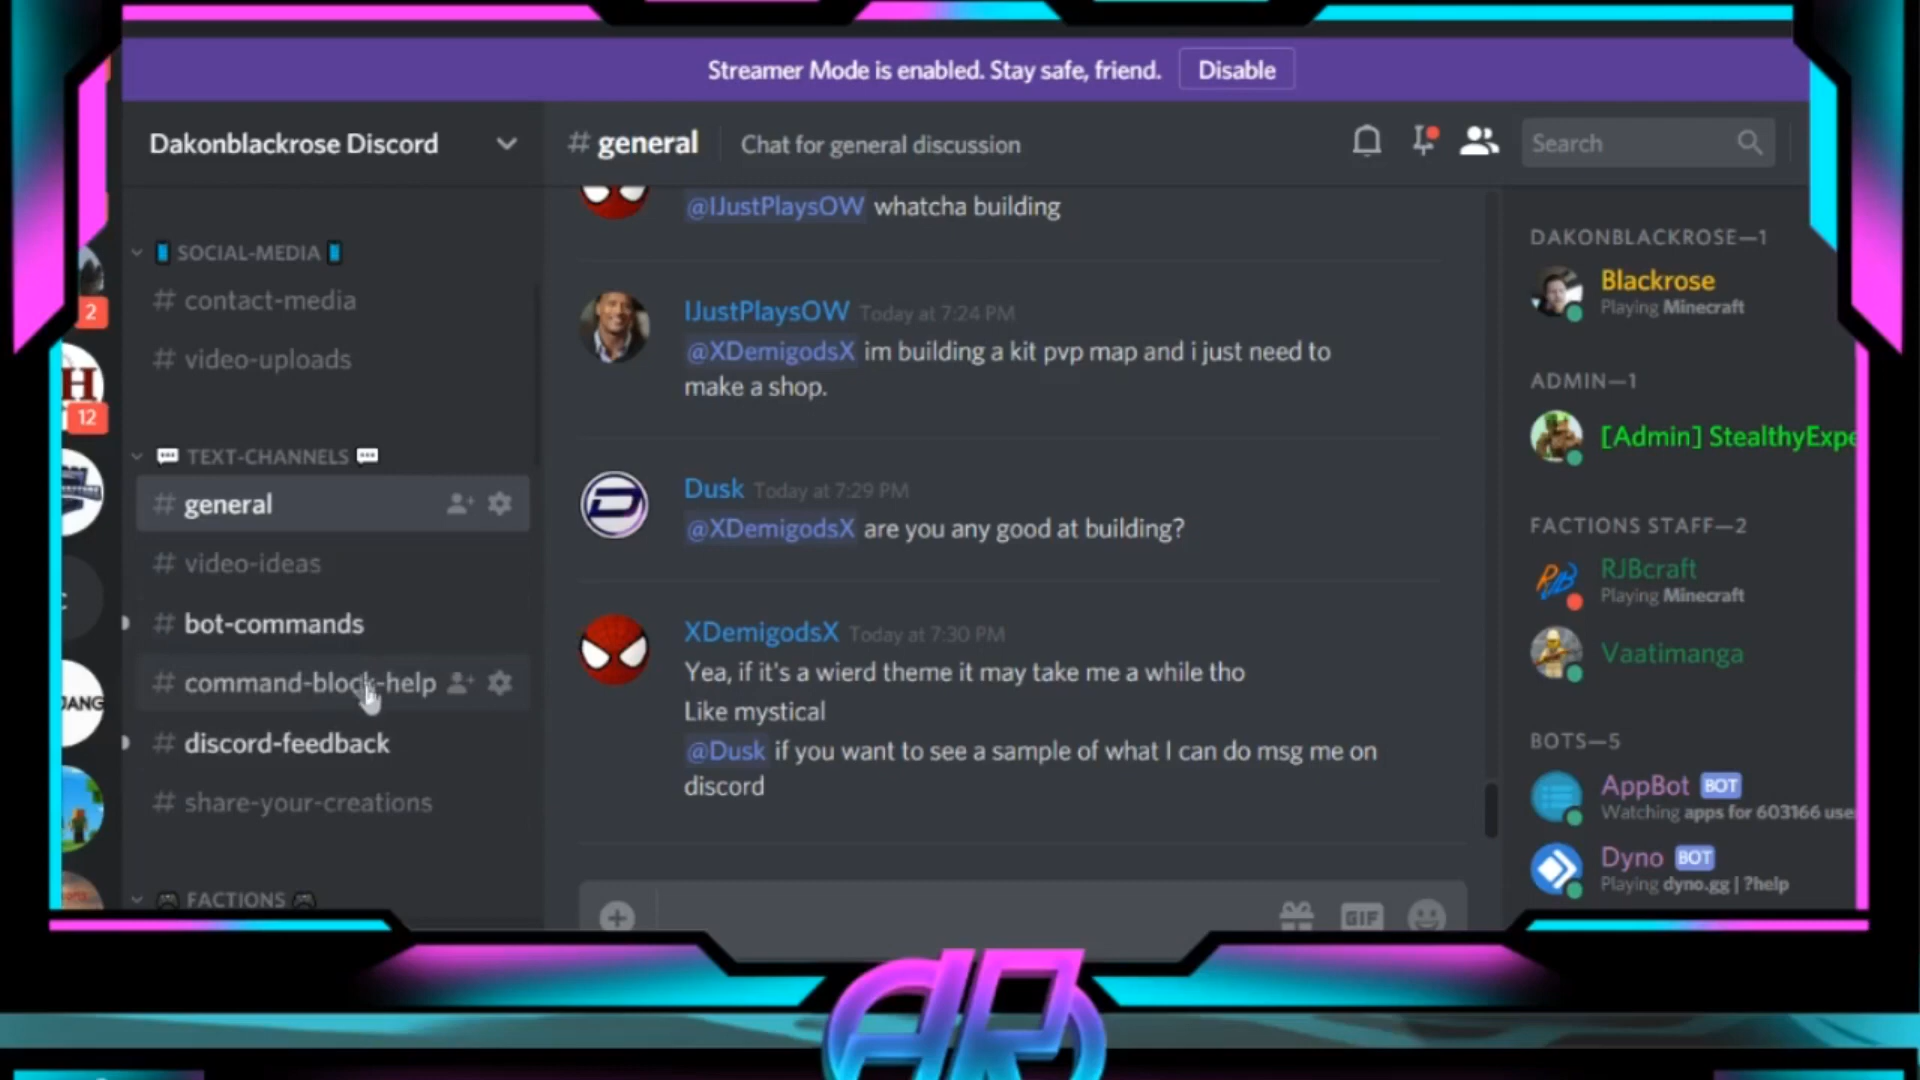 Streamer Mode is enabled. Stay safe, friend. Disable
Dakonblackrose Discord
# general
Chat for general discussion
Search
SOCIAL-MEDIA
# contact-media
# video-uploads
TEXT-CHANNELS
# general
# video-ideas
# bot-commands
# command-block-help
# discord-feedback
# share-your-creations
FACTIONS
2
H
12
@IJustPlaysOW whatcha building
IJustPlaysOW Today at 7:24 PM
@XDemigodsX im building a kit pvp map and i just need to
make a shop.
Dusk Today at 7:29 PM
@XDemigodsX are you any good at building?
XDemigodsX Today at 7:30 PM
Yea, if it's a wierd theme it may take me a while tho
Like mystical
@Dusk if you want to see a sample of what I can do msg me on
discord
GIF
DAKONBLACKROSE—1
Blackrose
Playing Minecraft
ADMIN—1
[Admin] StealthyExpe
FACTIONS STAFF—2
RJBcraft
Playing Minecraft
Vaatimanga
BOTS—5
AppBot BOT
Watching apps for 603166 use
Dyno BOT
Playing dyno.gg | ?help